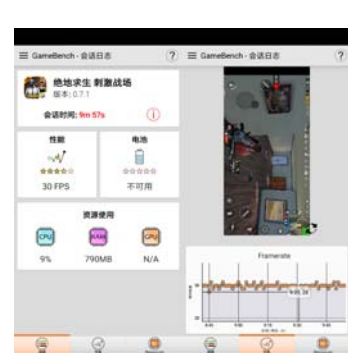 GameBench - 会话日志
?
绝地求生 刺激战场
版本: 0.7.1
会话时间: 9m 57s
性能
30 FPS
电池
不可用
资源使用
CPU
RAM
GPU
9%
790MB
N/A
GameBench - 会话日志
?
Framerate